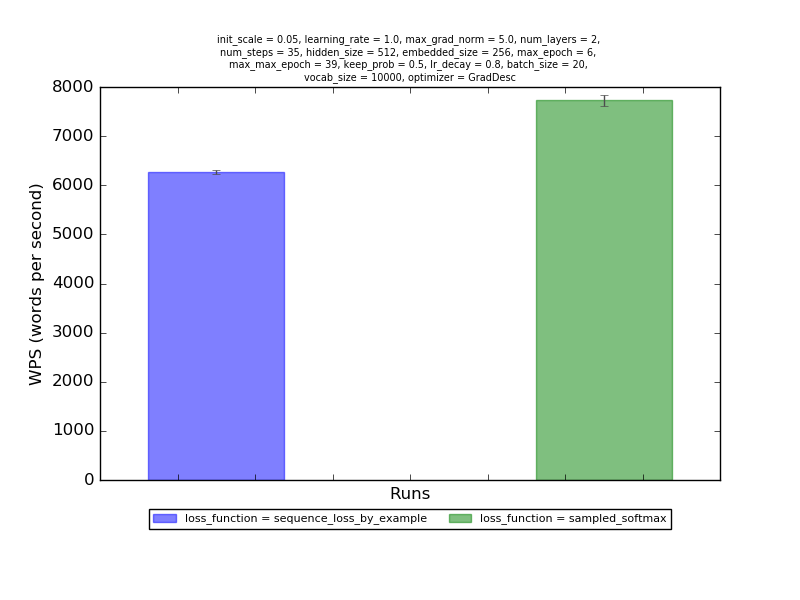 init_scale = 0.05, learning_rate = 1.0, max_grad_norm = 5.0, num_layers = 2,
num_steps = 35, hidden_size = 512, embedded_size = 256, max_epoch = 6,
max_max_epoch = 39, keep_prob = 0.5, lr_decay = 0.8, batch_size = 20,
vocab_size = 10000, optimizer = GradDesc
8000
7000
6000
5000
4000
3000
2000
1000
0
WPS (words per second)
Runs
loss_function = sequence_loss_by_example
loss_function = sampled_softmax